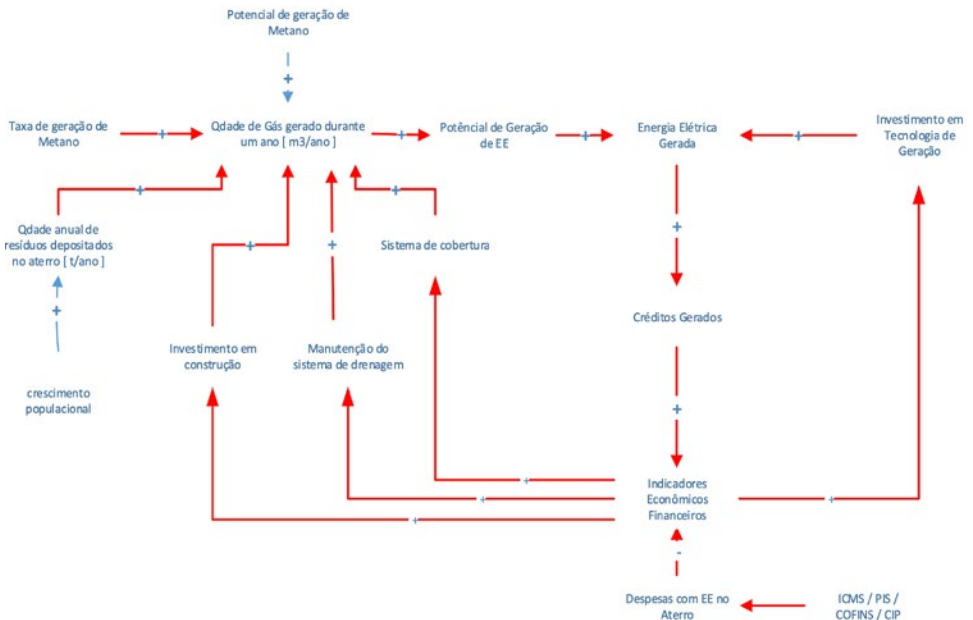 Potencial de geração de
Metano
+
Taxa de geração de
Metano
+
Qdade de Gás gerado durante
um ano [ m3/ano ]
+
Potêncial de Geração
de EE
+
Energia Elétrica
Gerada
+
Investimento em
Tecnologia de
Geração
+
Qdade anual de
resíduos depositados
no aterro [ t/ano ]
+
+
+
Sistema de cobertura
+
+
crescimento
populacional
Investimento em
construção
Manutenção do
sistema de drenagem
Créditos Gerados
+
+
+
+
Indicadores
Econômicos
Financeiros
+
-
Despesas com EE no
Aterro
ICMS / PIS /
COFINS / CIP